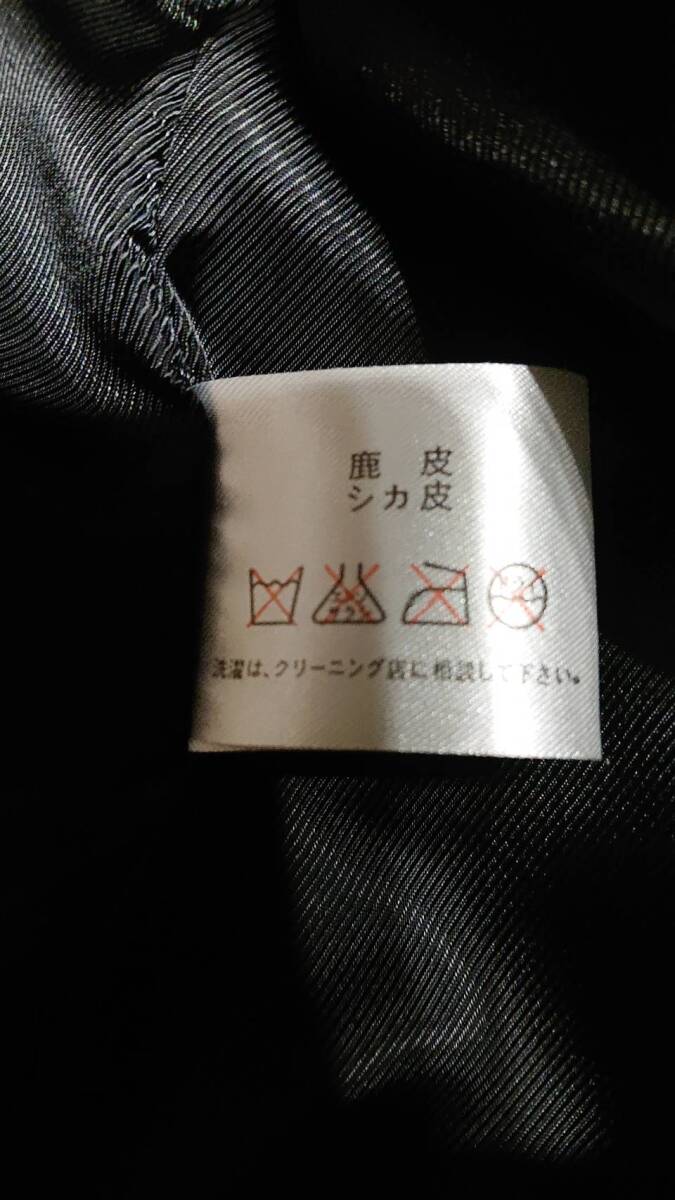 鹿 皮
シカ皮
洗濯は、クリーニング店に相談して下さい。